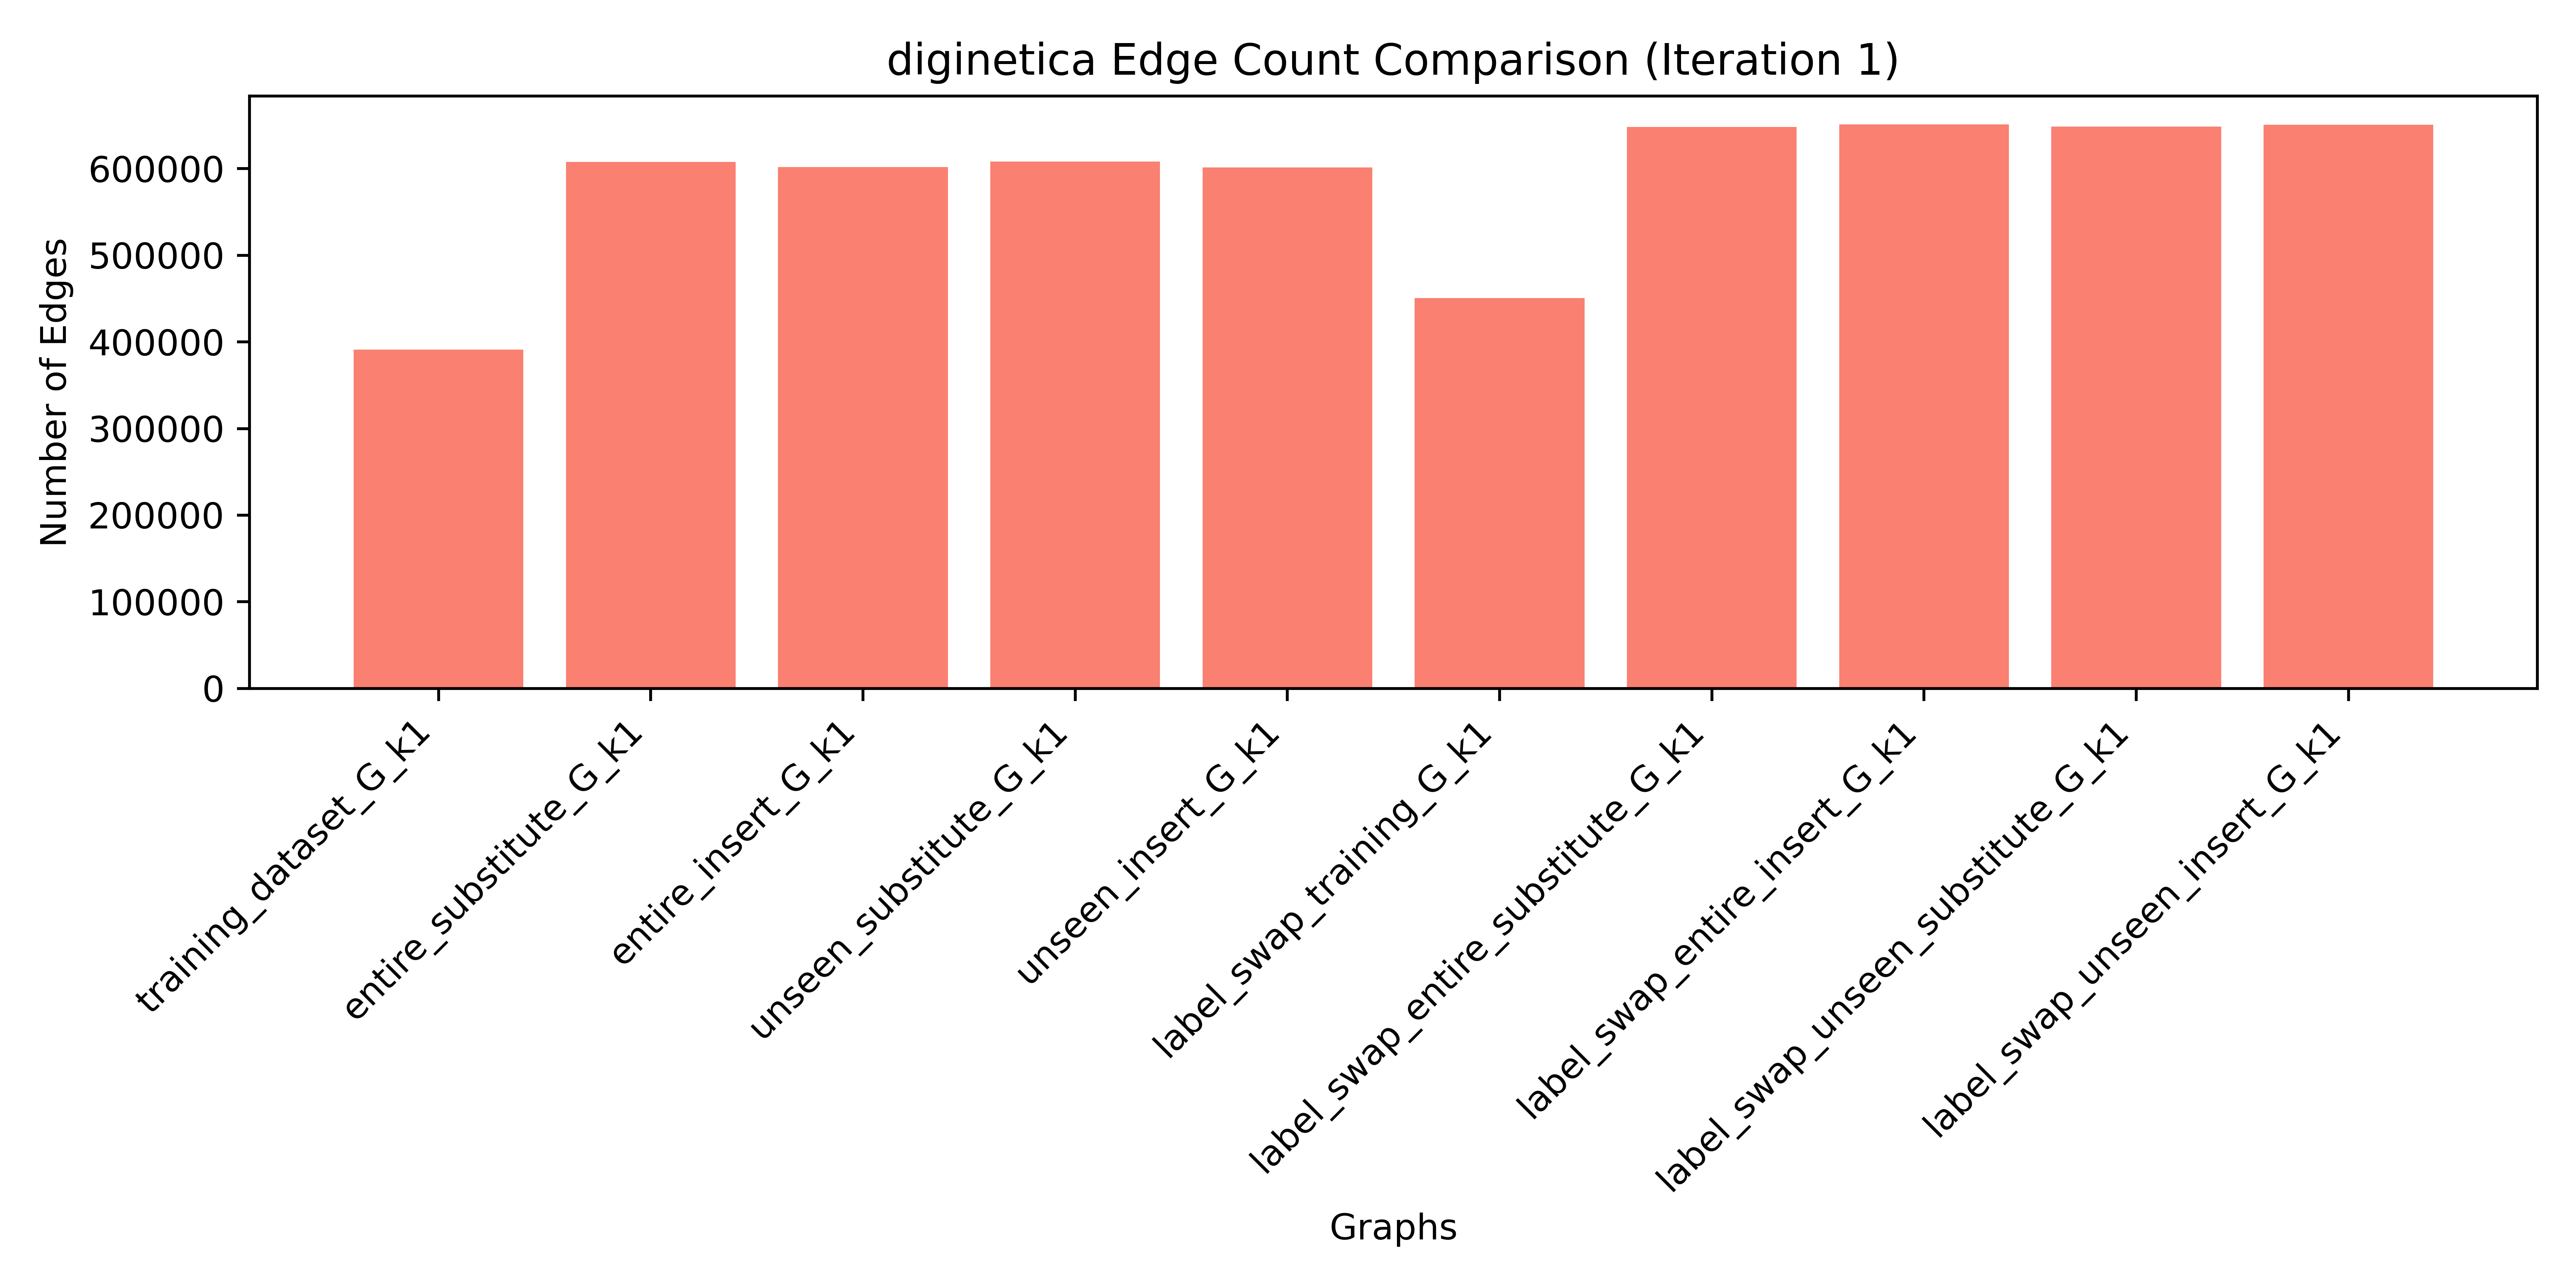 diginetica Edge Count Comparison (Iteration 1)
Number of Edges
600000
500000
400000
300000
200000
100000
0
training_dataset_G_k1
entire_substitute_G_k1
entire_insert_G_k1
unseen_substitute_G_k1
unseen_insert_G_k1
label_swap_training_G_k1
label_swap_entire_substitute_G_k1
label_swap_entire_insert_G_k1
label_swap_unseen_substitute_G_k1
label_swap_unseen_insert_G_k1
Graphs